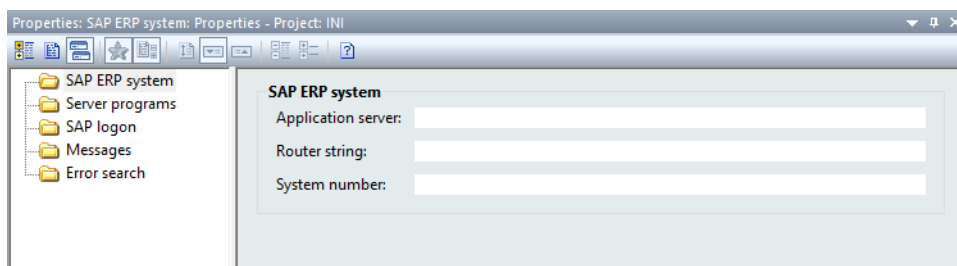 Properties: SAP ERP system: Properties - Project: INI
SAP ERP system
Server programs
SAP logon
Messages
Error search
SAP ERP system
Application server:
Router string:
System number: